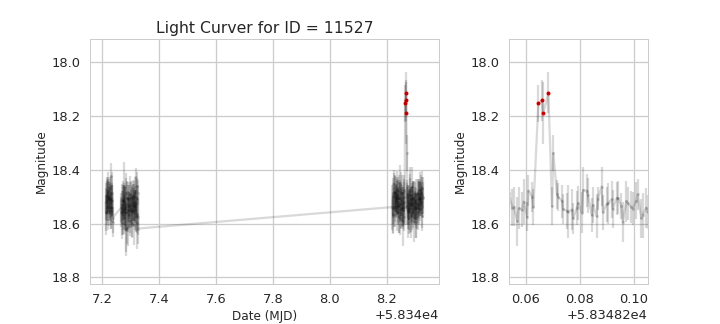 Light Curver for ID = 11527
Magnitude
18.0
18.2
18.4
18.6
18.8
7.2 7.4 7.6 7.8 8.0 8.2
Date (MJD)
+5.834e4
Magnitude
18.0
18.2
18.4
18.6
18.8
0.06 0.08 0.10
+5.83482e4